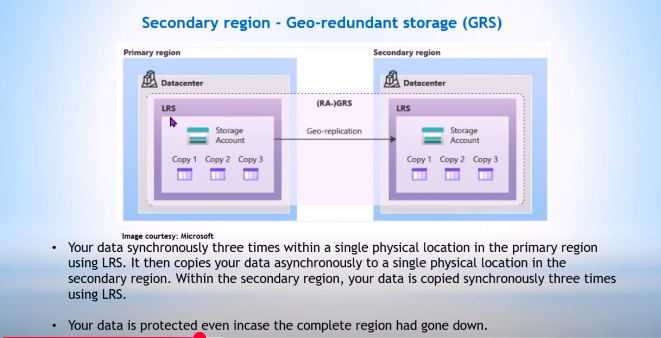 Secondary region - Geo-redundant storage (GRS)
Primary region
Secondary region
Datacenter
Datacenter
(RA-)GRS
LRS
LRS
Storage
Account
Geo-replication
Storage
Account
Copy 1 Copy 2 Copy 3
Copy 1 Copy 2 Copy 3
Image courtesy: Microsoft
• Your data synchronously three times within a single physical location in the primary region
using LRS. It then copies your data asynchronously to a single physical location in the
secondary region. Within the secondary region, your data is copied synchronously three times
using LRS.
• Your data is protected even incase the complete region had gone down.